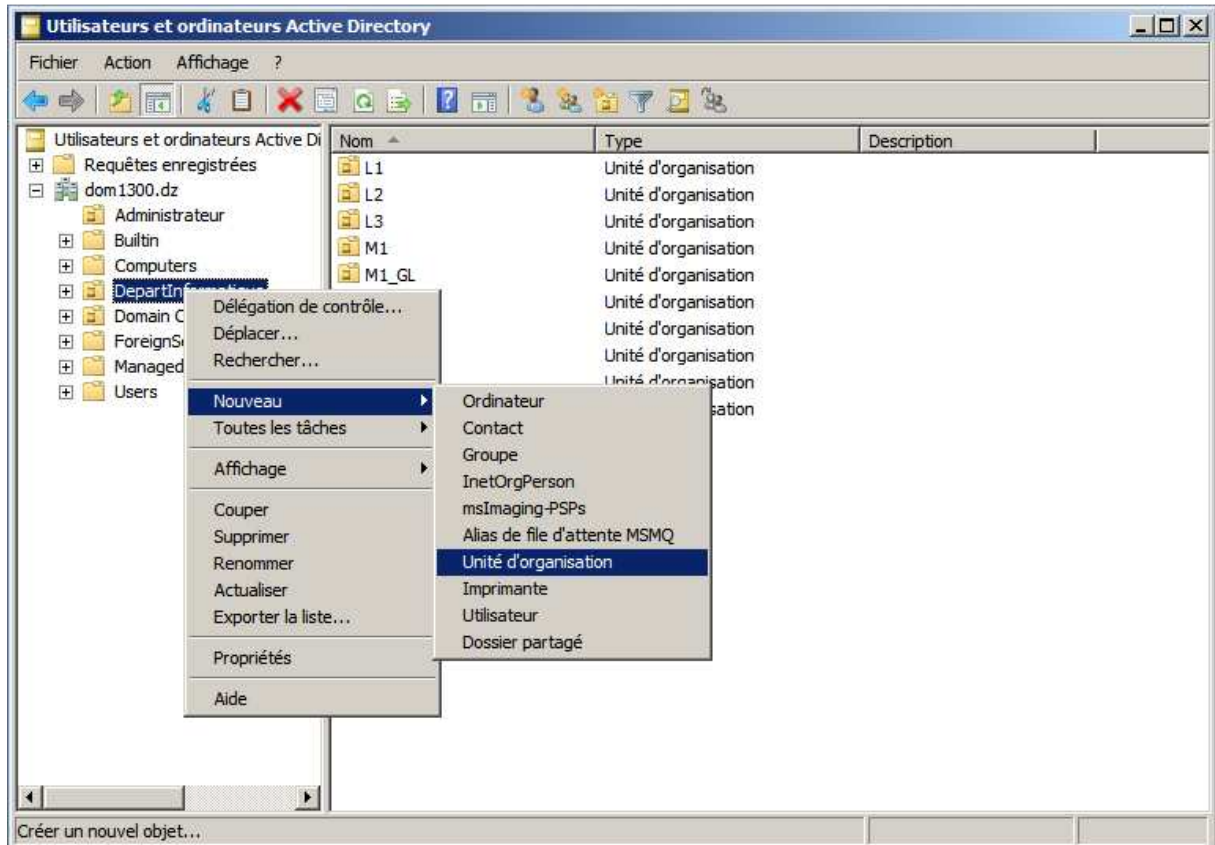 Utilisateurs et ordinateurs Active Directory
Fichier Action Affichage ?
Utilisateurs et ordinateurs Active Di
Requêtes enregistrées
dom1300.dz
Administrateur
Builtin
Computers
DepartInformatique
Domain C
ForeignS
Managed
Users
Nom Type Description
L1 Unité d'organisation
L2 Unité d'organisation
L3 Unité d'organisation
M1 Unité d'organisation
M1_GL Unité d'organisation
Unité d'organisation
Unité d'organisation
Unité d'organisation
Unité d'organisation
sation
Délégation de contrôle...
Déplacer...
Rechercher...
Nouveau
Toutes les tâches
Affichage
Couper
Supprimer
Renommer
Actualiser
Exporter la liste...
Propriétés
Aide
Ordinateur
Contact
Groupe
InetOrgPerson
msImaging-PSPs
Alias de file d'attente MSMQ
Unité d'organisation
Imprimante
Utilisateur
Dossier partagé
Créer un nouvel objet...